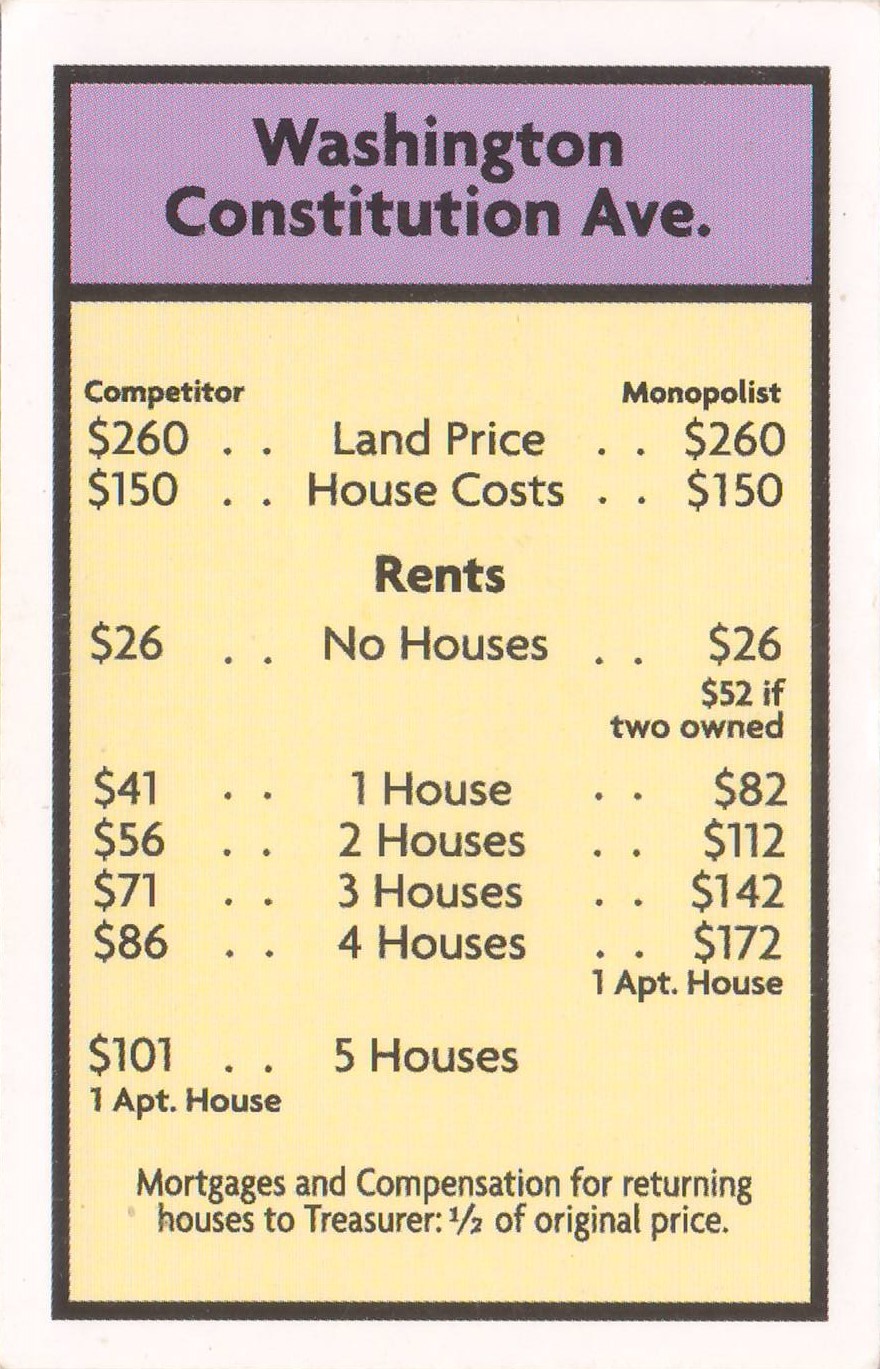 Washington
Constitution Ave.
Competitor Monopolist
$260 . . Land Price . . $260
$150 . . House Costs . . $150
Rents
$26 . . No Houses . . $26
$52 if
two owned
$41 . . 1 House . . $82
$56 . . 2 Houses . . $112
$71 . . 3 Houses . . $142
$86 . . 4 Houses . . $172
1 Apt. House
$101 . . 5 Houses
1 Apt. House
Mortgages and Compensation for returning
houses to Treasurer: ½ of original price.